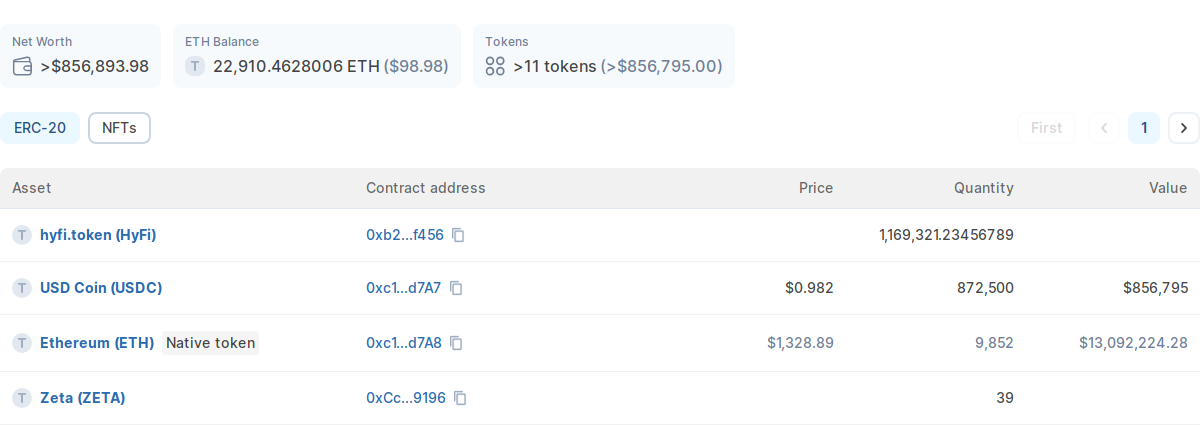 Net Worth
>$856,893.98
ETH Balance
T 22,910.4628006 ETH ($98.98)
Tokens
>11 tokens (>$856,795.00)
ERC-20 NFTs First 1
Asset Contract address Price Quantity Value
T hyfi.token (HyFi) 0xb2...f456 1,169,321.23456789
T USD Coin (USDC) 0xc1...d7A7 $0.982 872,500 $856,795
T Ethereum (ETH) Native token 0xc1...d7A8 $1,328.89 9,852 $13,092,224.28
T Zeta (ZETA) 0xCc...9196 39